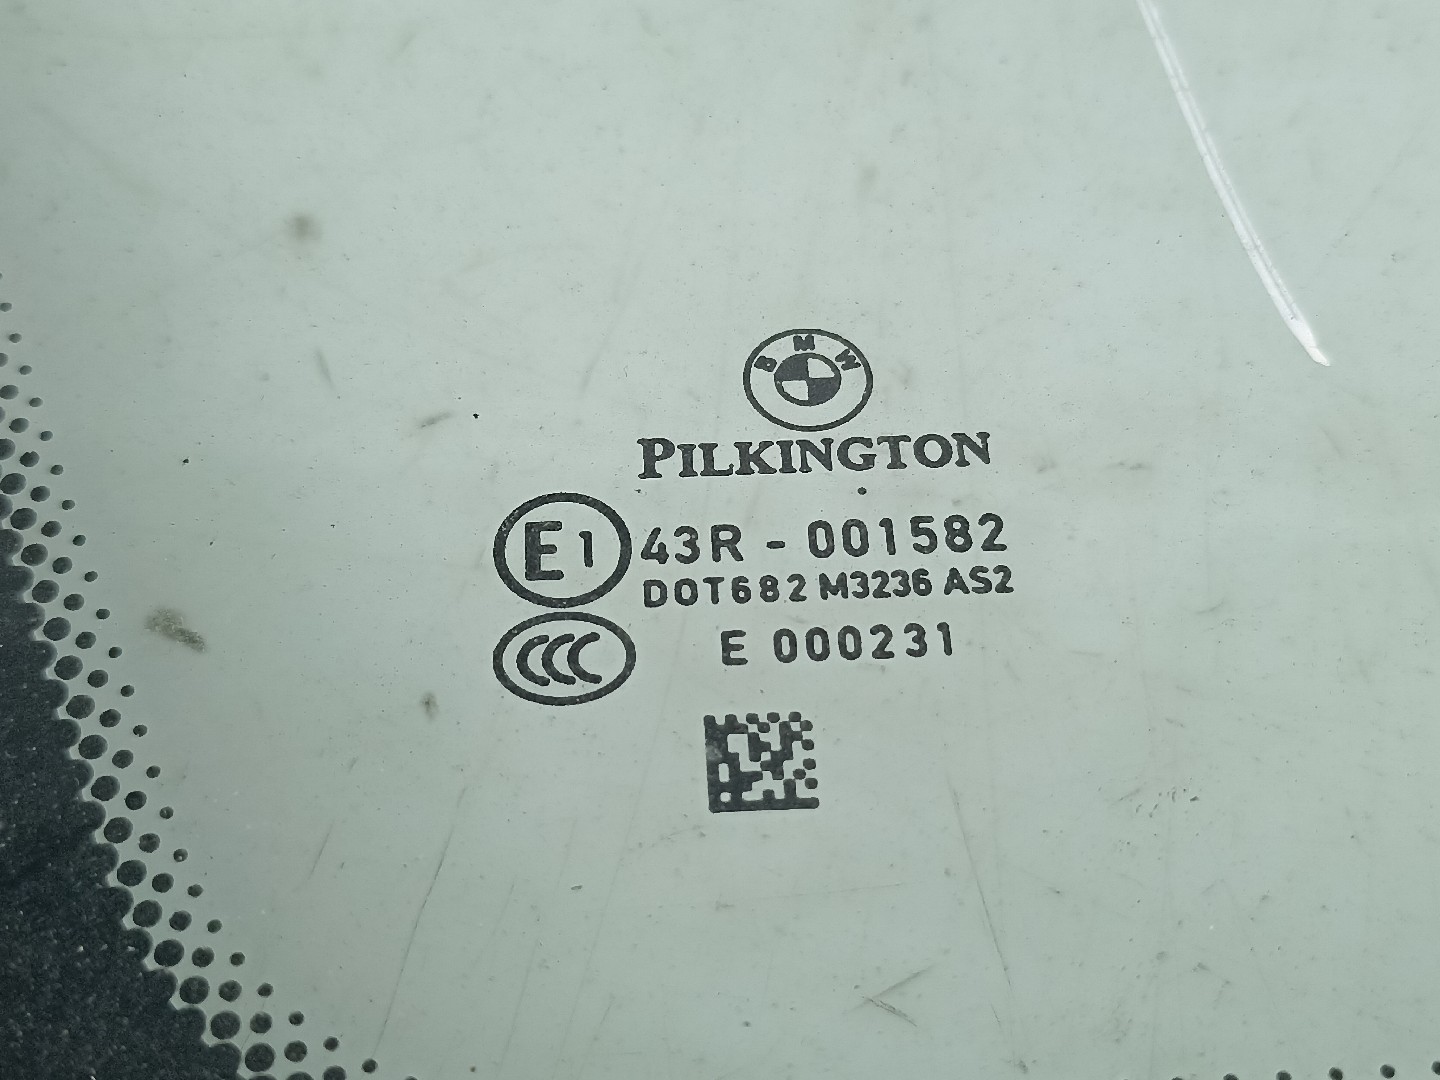 BMW
PILKINGTON
E1 43R - 001582
DOT682 M3236 AS2
CCC E 000231